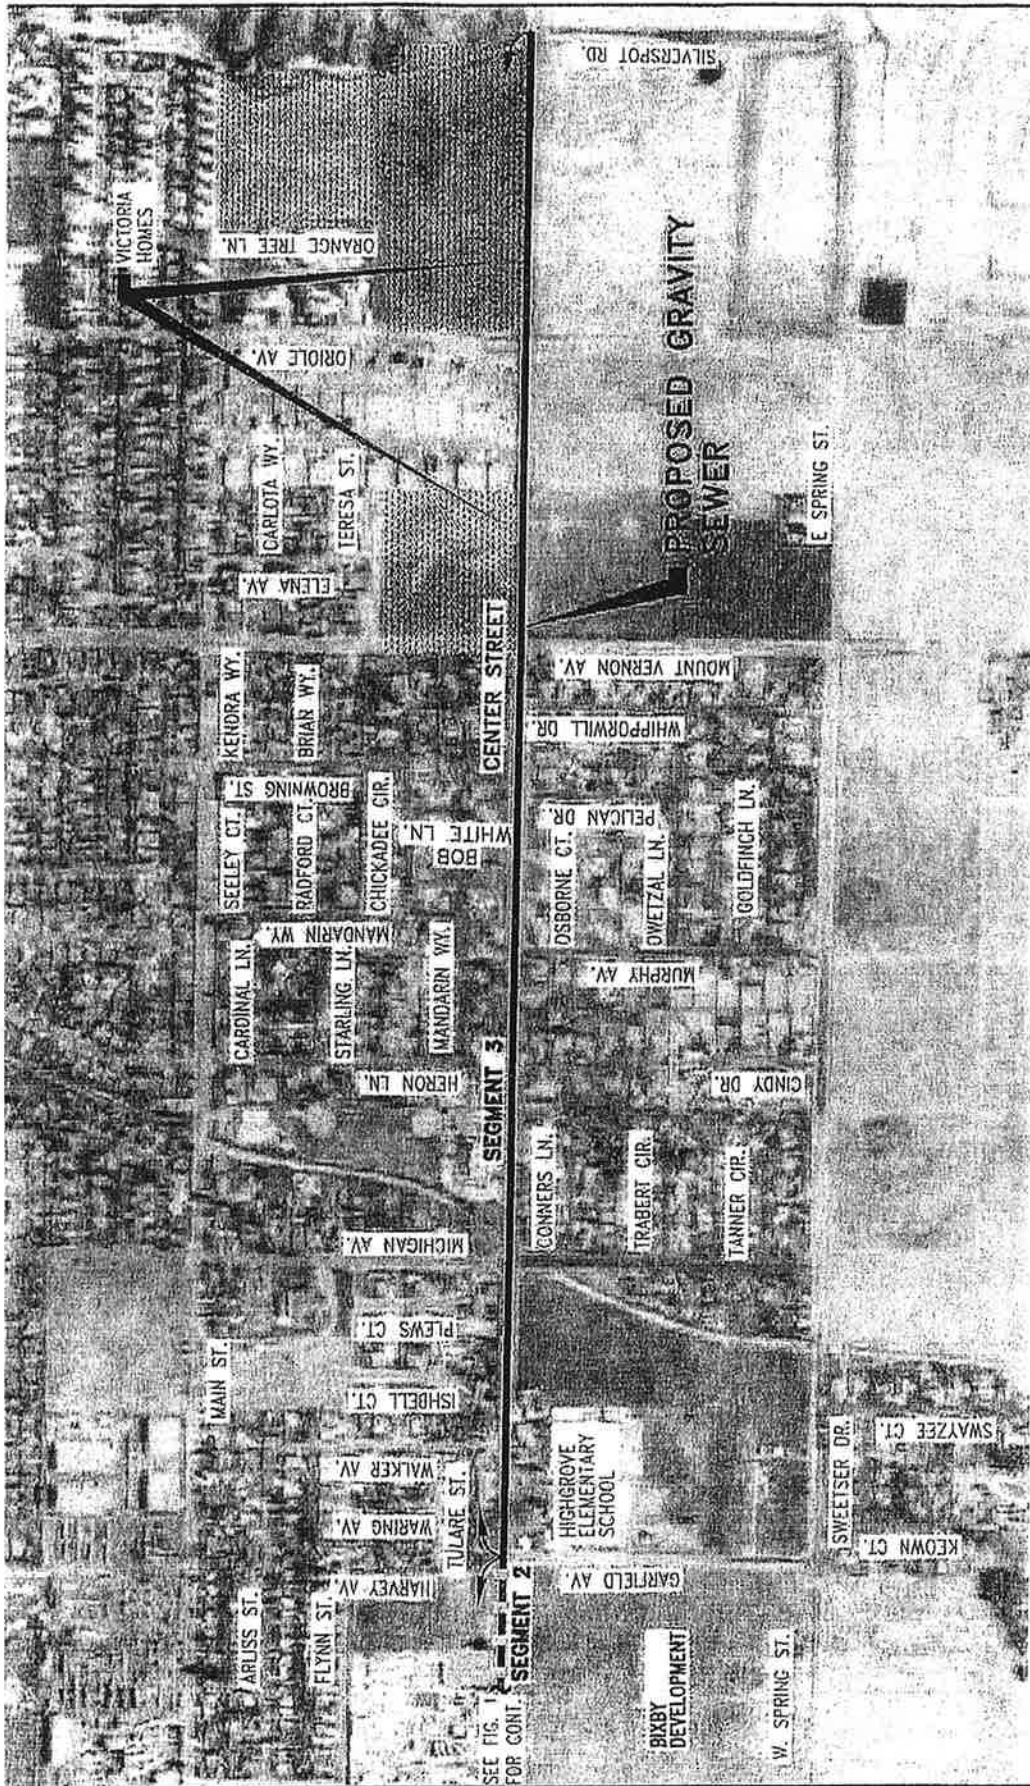 VICTORIA
HOMES
ORANGE TREE LN.
SILVERSPOT RD.
ORIOLE AV.
CARLOTA WY.
TERESA ST.
ELENA AV.
PROPOSED GRAVITY
SEWER
E SPRING ST.
CENTER STREET
MOUNT VERNON AV.
WHIPPORWILL DR.
KENDRA WY.
BRIAN WY.
BROWNING ST.
SEELEY CT.
RADFORD CT.
CHICKADEE CIR.
BOB
WHITE LN.
PELICAN DR.
OSBORNE CT.
OWETZAL LN.
GOLDFINCH LN.
MANDARIN WY.
CARDINAL LN.
STARLING LN.
MANDARIN WY.
MURPHY AV.
HERON LN.
SEGMENT 3
CINDY DR.
CONNERS LN.
TRABERT CIR.
TANNER CIR.
MICHIGAN AV.
PLEWS CT.
ISHBELL CT.
MAIN ST.
WALKER AV.
WARING AV.
TULARE ST.
HARVEY AV.
HIGHGROVE
ELEMENTARY
SCHOOL
SWEETSER DR.
SWAYZEE CT.
KEOWN CT.
GARFIELD AV.
ARLISS ST.
FLYNN ST.
SEGMENT 2
SEE FIG. 1
FOR CONT.
BIXBY
DEVELOPMENT
W. SPRING ST.